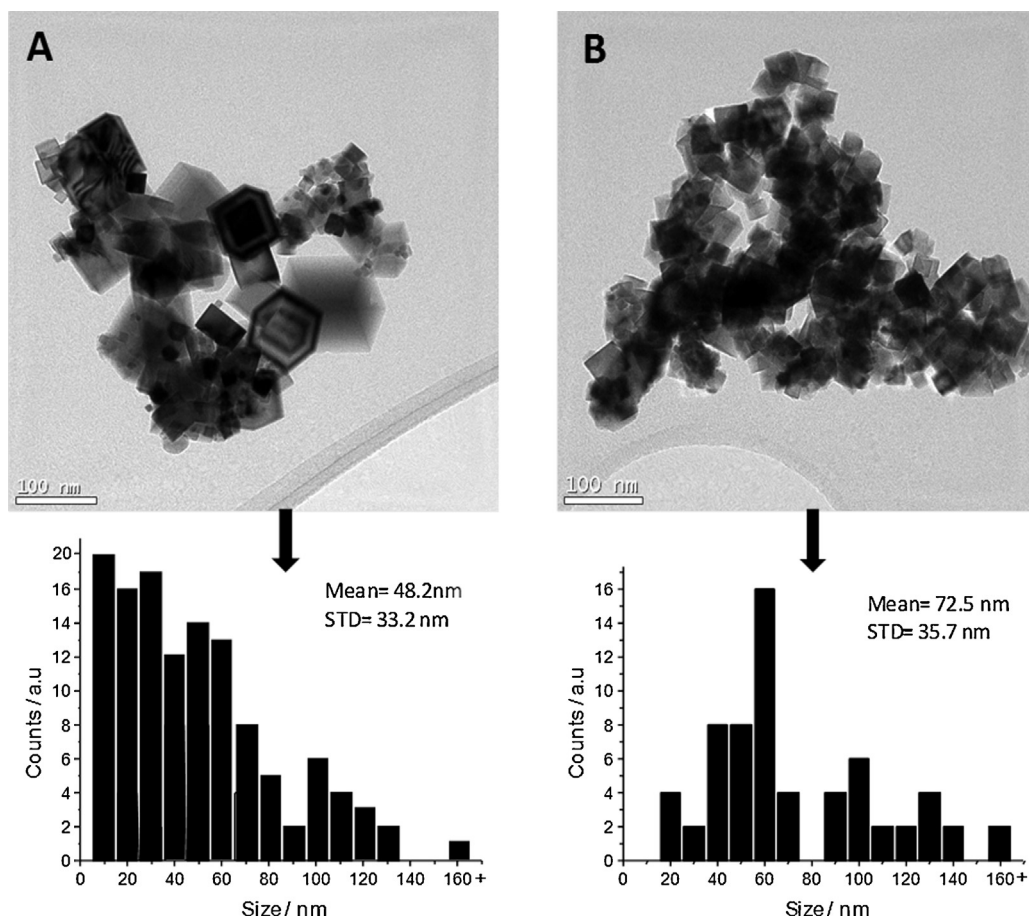 A
B
100 nm
100 nm
Mean= 48.2nm
STD= 33.2 nm
Counts / a.u
20
18
16
14
12
10
8
6
4
2
0
0 20 40 60 80 100 120 140 160 +
Size/ nm
Mean= 72.5 nm
STD= 35.7 nm
Counts / a.u
16
14
12
10
8
6
4
2
0
0 20 40 60 80 100 120 140 160 +
Size/ nm